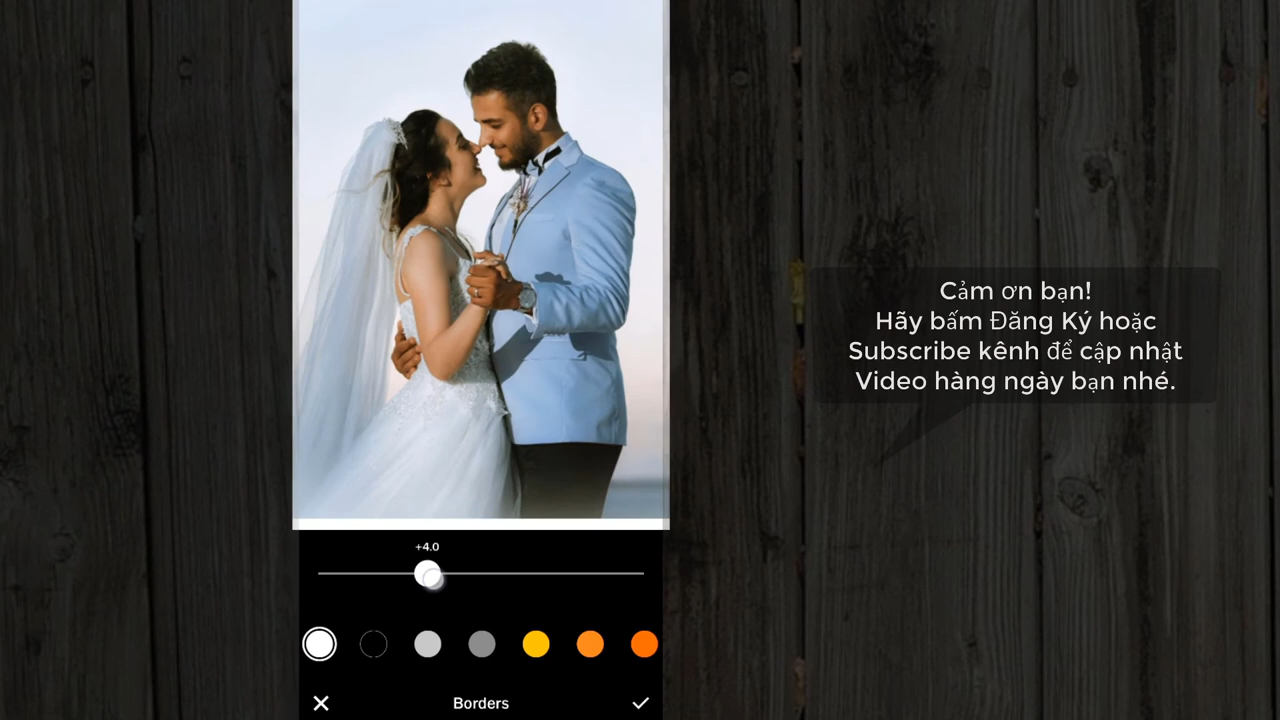 Cảm ơn bạn!
Hãy bấm Đăng Ký hoặc
Subscribe kênh để cập nhật
Video hàng ngày bạn nhé.
+4.0
Borders